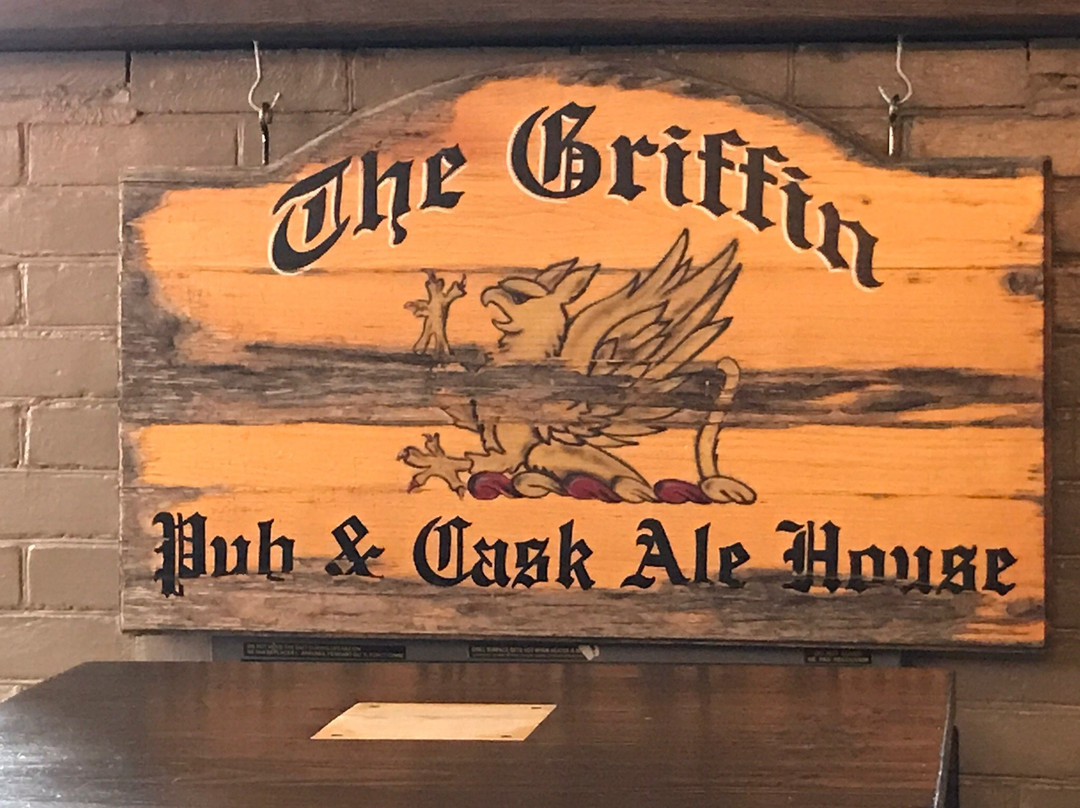 The Griffin
Pub & Cask Ale House